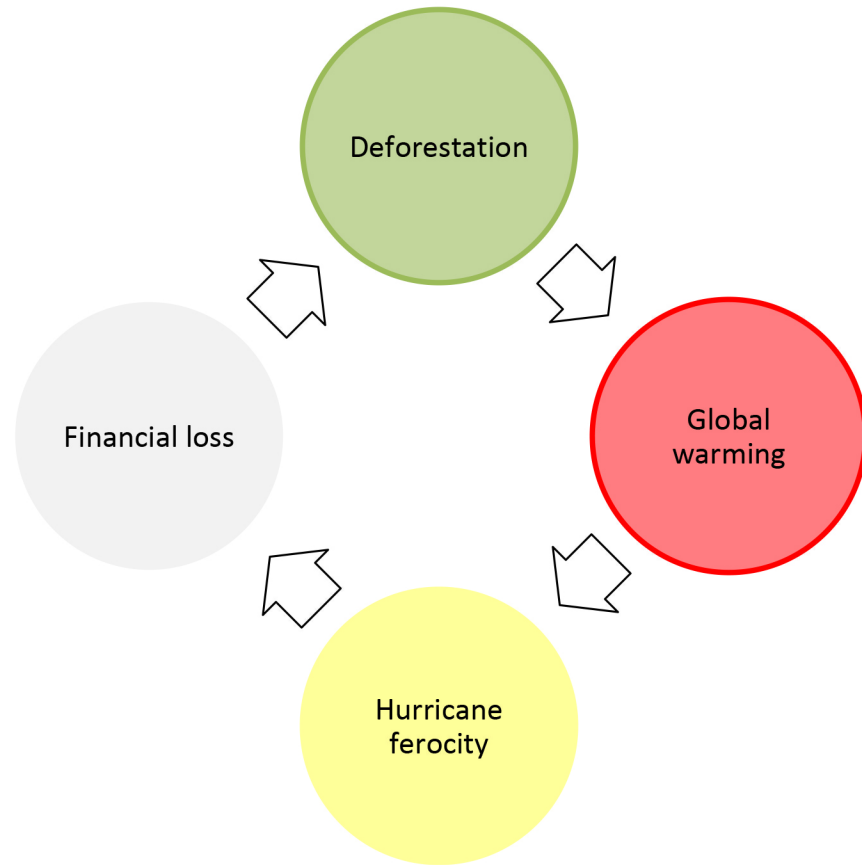 Deforestation
Global
warming
Hurricane
ferocity
Financial loss